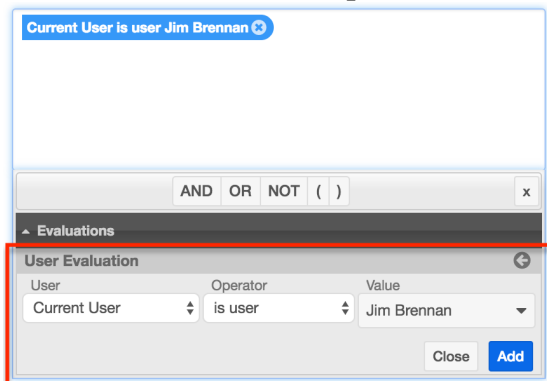 Current User is user Jim Brennan
AND OR NOT ( ) x
Evaluations
User Evaluation
User Operator Value
Current User is user Jim Brennan
Close Add